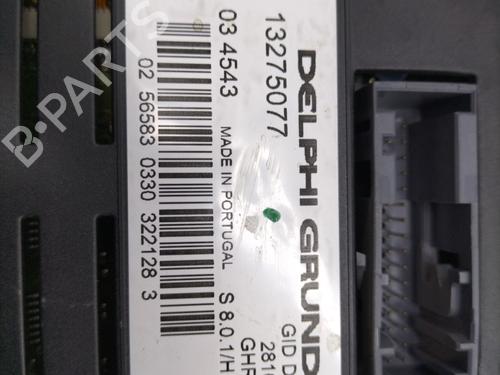 DELPHI GRUND
13275077
GID D
281
03 4543 MADE IN PORTUGAL S 8.0.1/H
GHR
02 56583 0330 322128 3
B-PARTS